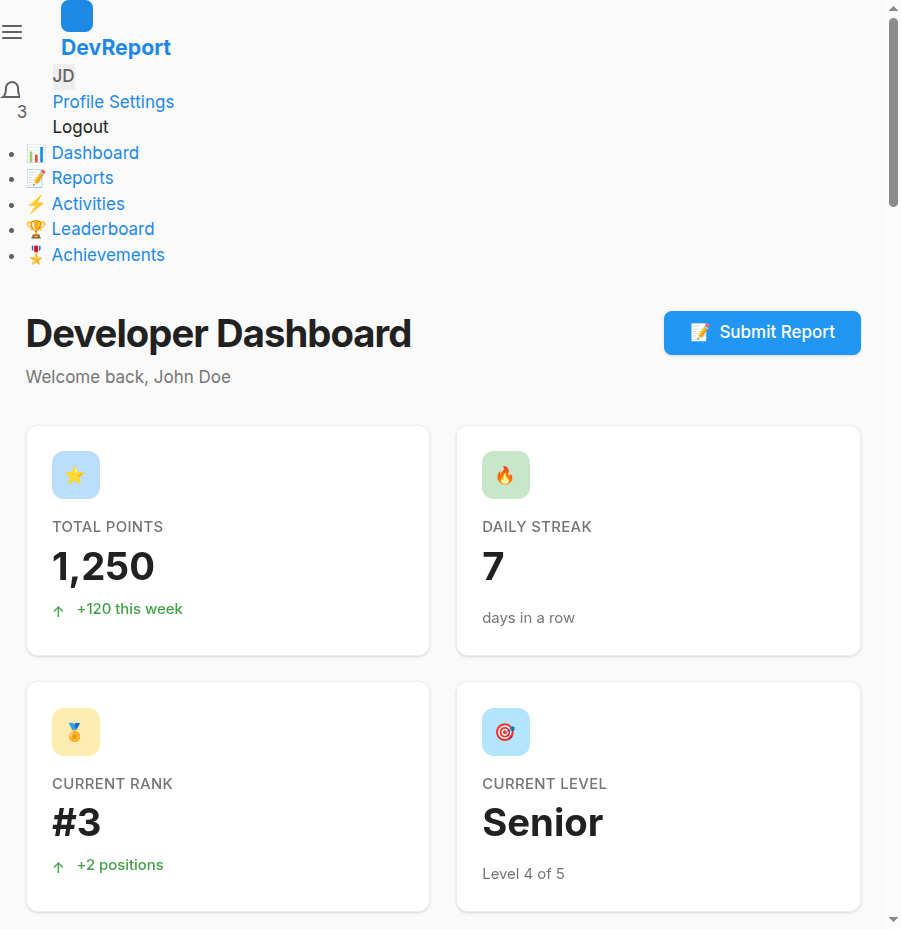 DevReport
JD
3
Profile Settings
Logout
📊 Dashboard
📝 Reports
⚡ Activities
🏆 Leaderboard
🎖️ Achievements
Developer Dashboard
📝 Submit Report
Welcome back, John Doe
TOTAL POINTS
1,250
↑ +120 this week
DAILY STREAK
7
days in a row
CURRENT RANK
#3
↑ +2 positions
CURRENT LEVEL
Senior
Level 4 of 5